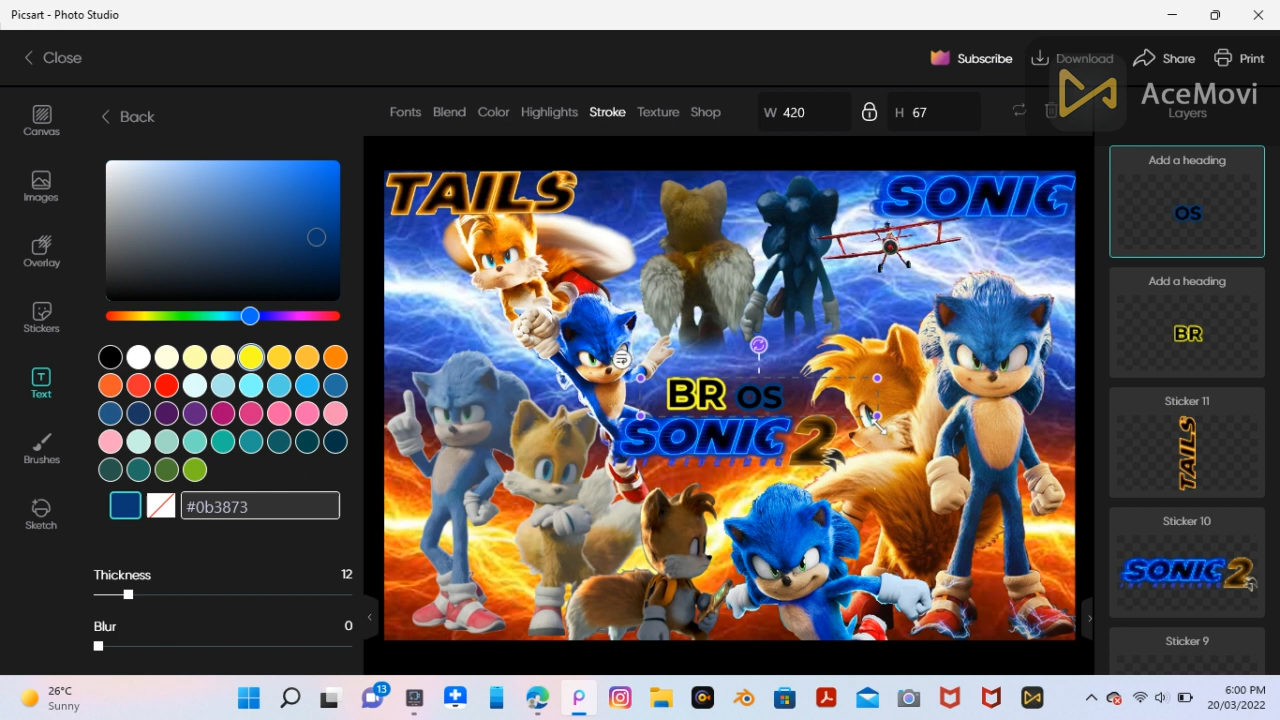 Picsart - Photo Studio
Close
Subscribe
Download
Share
Print
AceMovi
Back
Fonts Blend Color Highlights Stroke Texture Shop
W 420
H 67
Layers
Canvas
Images
Overlay
Stickers
Text
Brushes
Sketch
#0b3873
Thickness 12
Blur 0
TAILS
SONIC
BR OS
SONIC 2
Add a heading
OS
Add a heading
BR
Sticker 11
TAILS
Sticker 10
SONIC 2
Sticker 9
26°C
Sunny
13
6:00 PM
20/03/2022